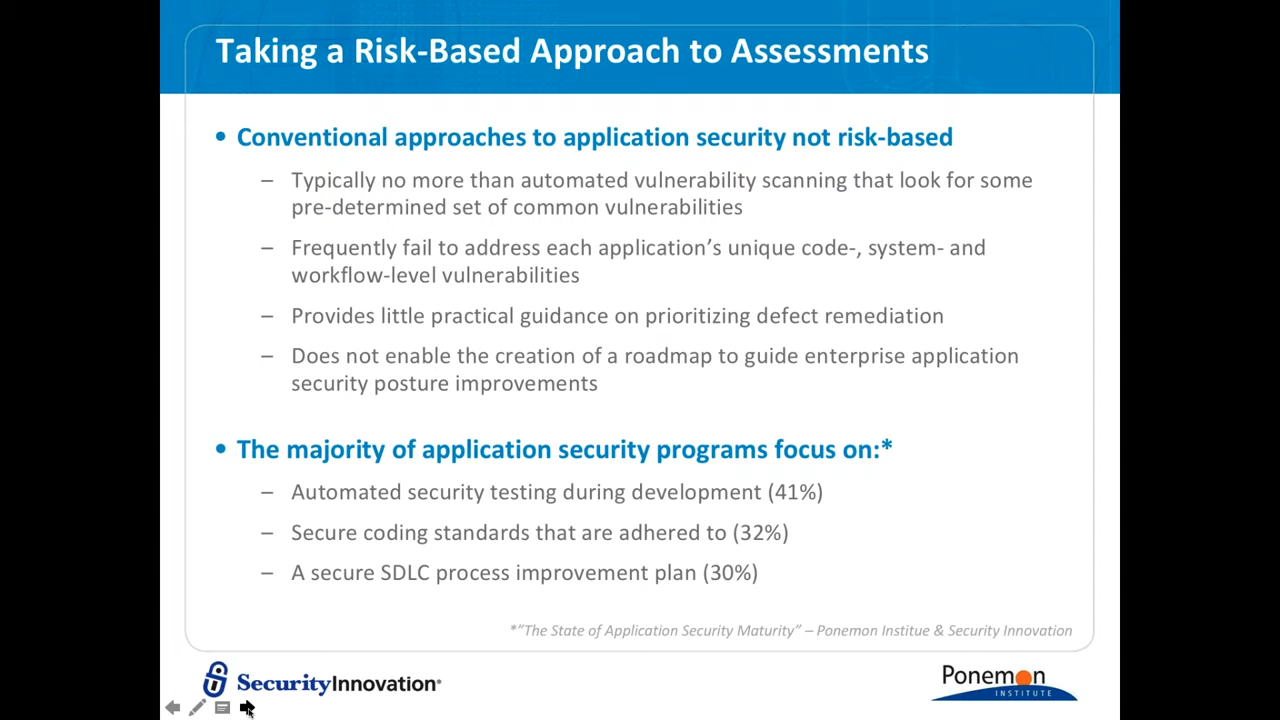 Taking a Risk-Based Approach to Assessments
• Conventional approaches to application security not risk-based
– Typically no more than automated vulnerability scanning that look for some
pre-determined set of common vulnerabilities
– Frequently fail to address each application’s unique code-, system- and
workflow-level vulnerabilities
– Provides little practical guidance on prioritizing defect remediation
– Does not enable the creation of a roadmap to guide enterprise application
security posture improvements
• The majority of application security programs focus on:*
– Automated security testing during development (41%)
– Secure coding standards that are adhered to (32%)
– A secure SDLC process improvement plan (30%)
*”The State of Application Security Maturity” – Ponemon Institue & Security Innovation
SecurityInnovation®
Ponemon
INSTITUTE